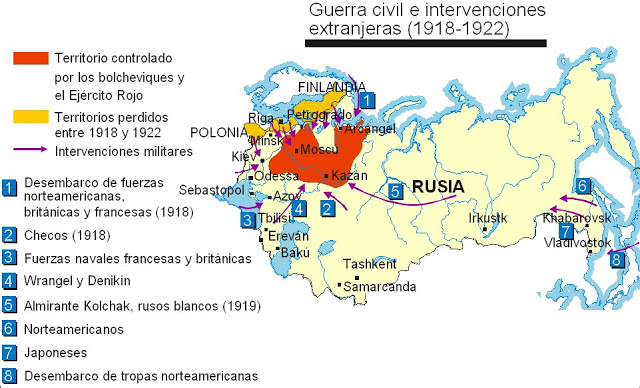 Guerra civil e intervenciones
extranjeras (1918-1922)
Territorio controlado
por los bolcheviques y
el Ejército Rojo
Territorios perdidos
entre 1918 y 1922
Intervenciones militares
1 Desembarco de fuerzas
norteamericanas,
británicas y francesas (1918)
2 Checos (1918)
3 Fuerzas navales francesas y británicas
4 Wrangel y Denikin
5 Almirante Kolchak, rusos blancos (1919)
6 Norteamericanos
7 Japoneses
8 Desembarco de tropas norteamericanas
FINLANDIA
1
Riga
Petrogrado
Arcangel
POLONIA
Minsk
Moscú
Kiev
Kazan
Odessa
Sebastopol
Azov
5
RUSIA
6
4
2
3
Tbilisi
Irkustk
Khabarovsk
7
Ereván
Vladivostok
Bakú
8
Tashkent
Samarcanda